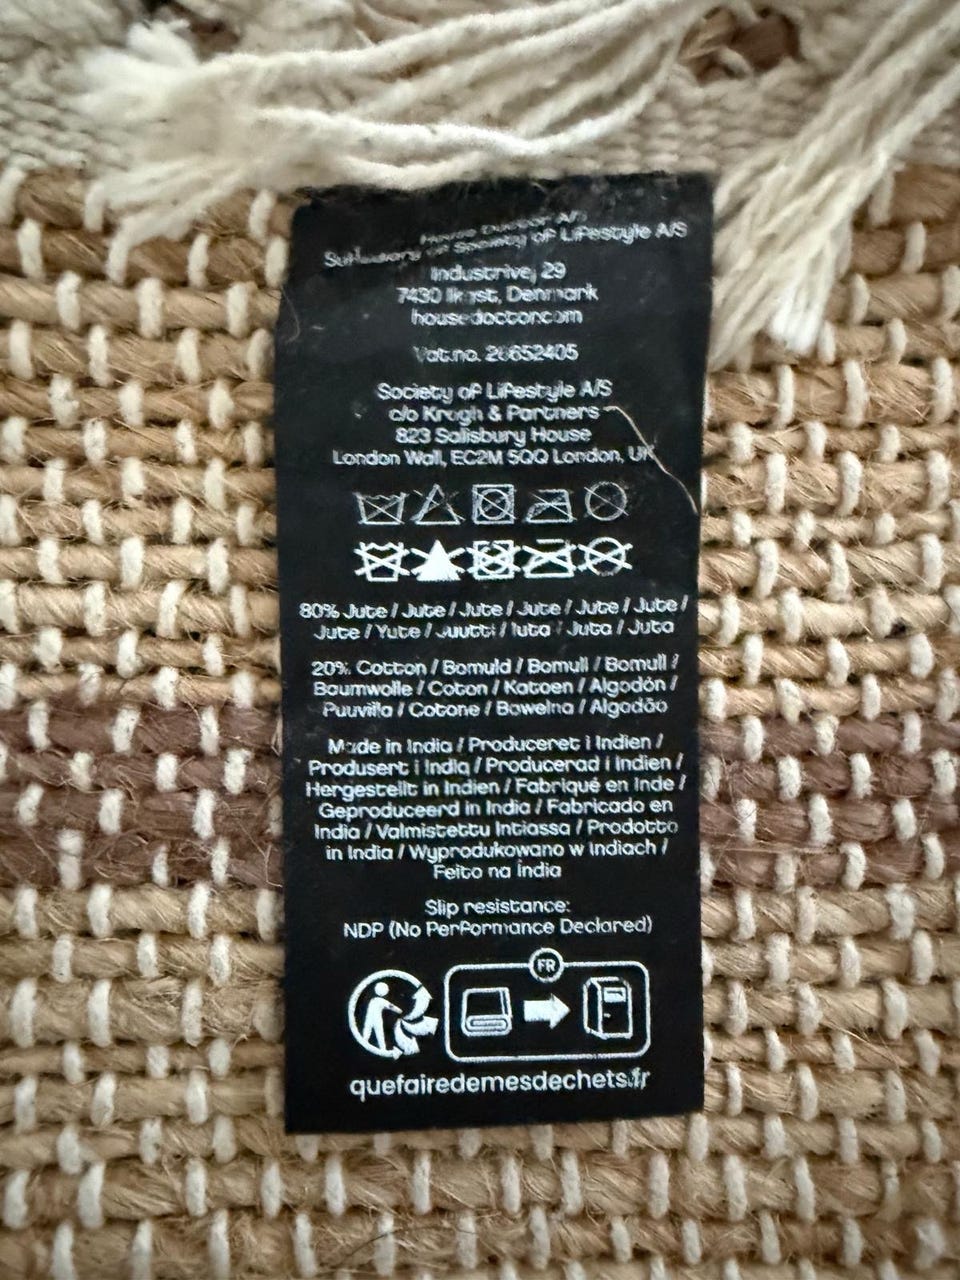 House Doctor A/S
Subsidiary of Society of Lifestyle A/S
Industrivej 29
7430 Ikast, Denmark
housedoctor.com
Vat.no. 26652405
Society of Lifestyle A/S
c/o Krogh & Partners
823 Salisbury House
London Wall, EC2M 5QQ London, UK
80% Jute / Jute / Jute / Jute / Jute / Jute /
Jute / Yute / Juutti / Iuta / Juta / Juta
20% Cotton / Bomuld / Bomull / Bomull /
Baumwolle / Coton / Katoen / Algodón /
Puuvilla / Cotone / Bawełna / Algodão
Made in India / Produceret i Indien /
Produsert i India / Producerad i Indien /
Hergestellt in Indien / Fabriqué en Inde /
Geproduceerd in India / Fabricado en
India / Valmistettu Intiassa / Prodotto
in India / Wyprodukowano w Indiach /
Feito na Índia
Slip resistance:
NDP (No Performance Declared)
FR
quefairedemesdechets.fr